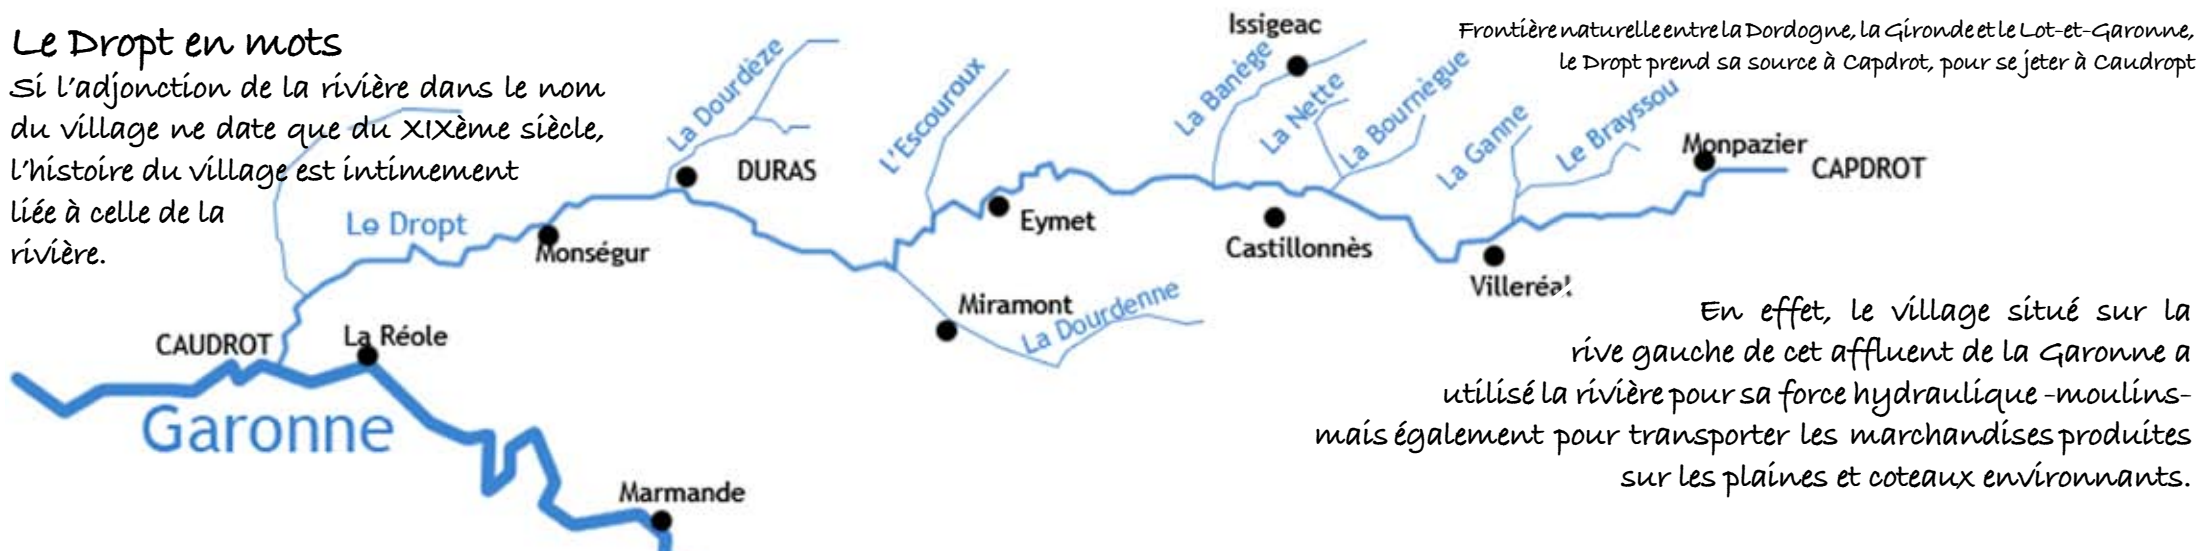 Le Dropt en mots
Si l'adjonction de la rivière dans le nom
du village ne date que du XIXème siècle,
l'histoire du village est intimement
liée à celle de la
rivière.
Frontière naturelle entre la Dordogne, la Gironde et le Lot-et-Garonne,
le Dropt prend sa source à Capdrot, pour se jeter à Caudropt
Issigeac
La Dourdèze
L'Escouroux
La Banège
La Nette
La Bournègue
La Ganne
Le Brayssou
Monpazier
CAPDROT
DURAS
Le Dropt
Monségur
Eymet
Castillonnès
Villeréal
Miramont
La Dourdenne
CAUDROT
La Réole
Garonne
Marmande
En effet, le village situé sur la
rive gauche de cet affluent de la Garonne a
utilisé la rivière pour sa force hydraulique -moulins-
mais également pour transporter les marchandises produites
sur les plaines et coteaux environnants.